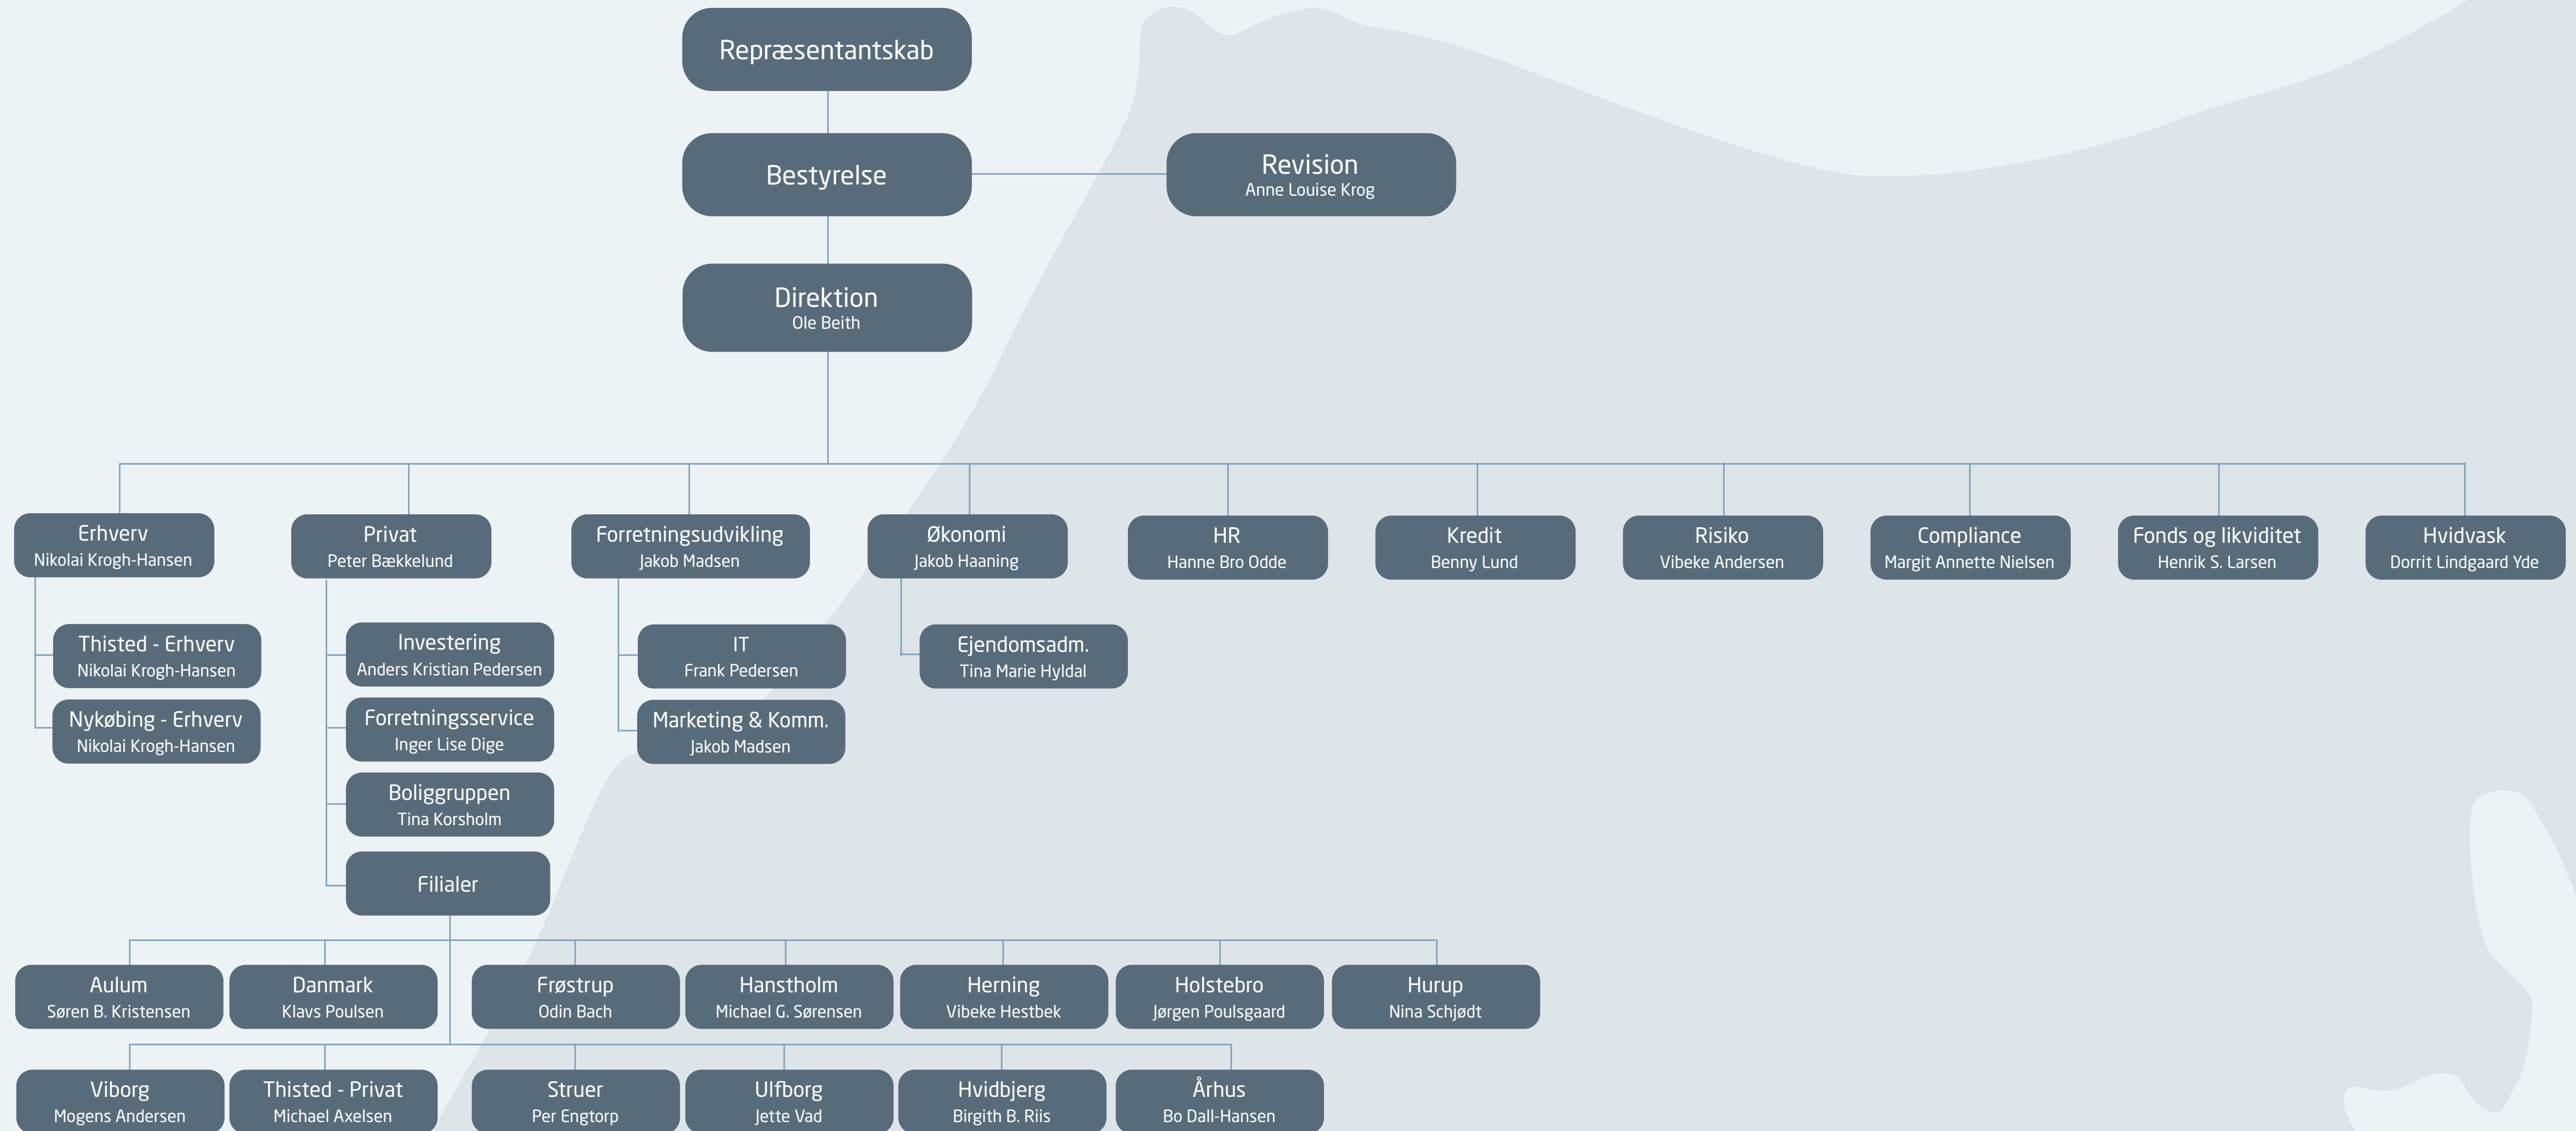 Repræsentantskab
Bestyrelse
Revision
Anne Louise Krog
Direktion
Ole Beith
Erhverv
Nikolai Krogh-Hansen
Privat
Peter Bækkelund
Forretningsudvikling
Jakob Madsen
Økonomi
Jakob Haaning
HR
Hanne Bro Odde
Kredit
Benny Lund
Risiko
Vibeke Andersen
Compliance
Margit Annette Nielsen
Fonds og likviditet
Henrik S. Larsen
Hvidvask
Dorrit Lindgaard Yde
Thisted - Erhverv
Nikolai Krogh-Hansen
Nykøbing - Erhverv
Nikolai Krogh-Hansen
Investering
Anders Kristian Pedersen
Forretningsservice
Inger Lise Dige
Boliggruppen
Tina Korsholm
Filialer
IT
Frank Pedersen
Marketing & Komm.
Jakob Madsen
Ejendomsadm.
Tina Marie Hyldal
Aulum
Søren B. Kristensen
Danmark
Klavs Poulsen
Frøstrup
Odin Bach
Hanstholm
Michael G. Sørensen
Herning
Vibeke Hestbek
Holstebro
Jørgen Poulsgaard
Hurup
Nina Schjødt
Viborg
Mogens Andersen
Thisted - Privat
Michael Axelsen
Struer
Per Engtorp
Ulfborg
Jette Vad
Hvidbjerg
Birgith B. Riis
Århus
Bo Dall-Hansen